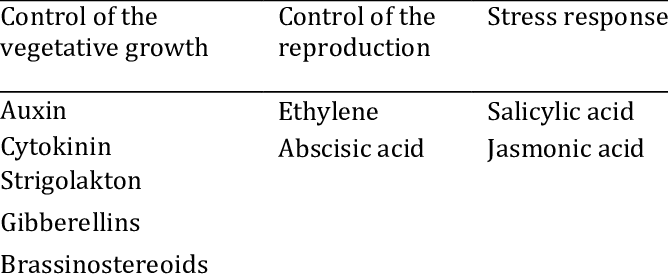 Control of the vegetative growth
Control of the reproduction
Stress response
Auxin
Ethylene
Salicylic acid
Cytokinin
Abscisic acid
Jasmonic acid
Strigolakton
Gibberellins
Brassinostereoids